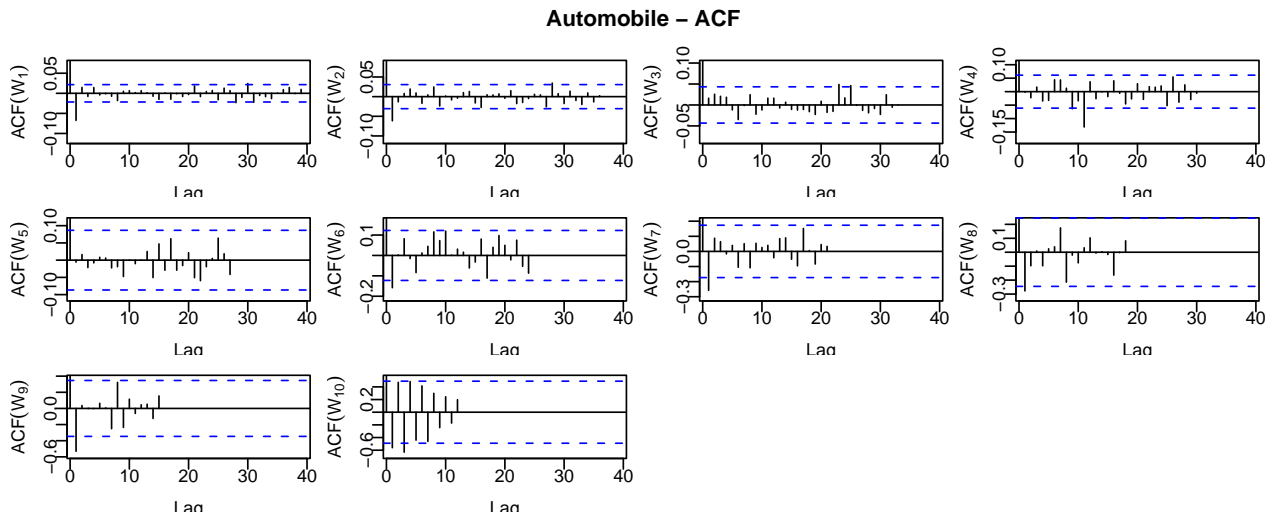 Automobile – ACF
ACF(W₁) −0.10 0.05
0 10 20 30 40
Lag
ACF(W₂) −0.10 0.05
0 10 20 30 40
Lag
ACF(W₃) −0.05 0.10
0 10 20 30 40
Lag
ACF(W₄) −0.15 0.10
0 10 20 30 40
Lag
ACF(W₅) −0.10 0.10
0 10 20 30 40
Lag
ACF(W₆) −0.2 0.1
0 10 20 30 40
Lag
ACF(W₇) −0.3 0.0
0 10 20 30 40
Lag
ACF(W₈) −0.3 0.1
0 10 20 30 40
Lag
ACF(W₉) −0.6 0.0
0 10 20 30 40
Lag
ACF(W₁₀) −0.6 0.2
0 10 20 30 40
Lag